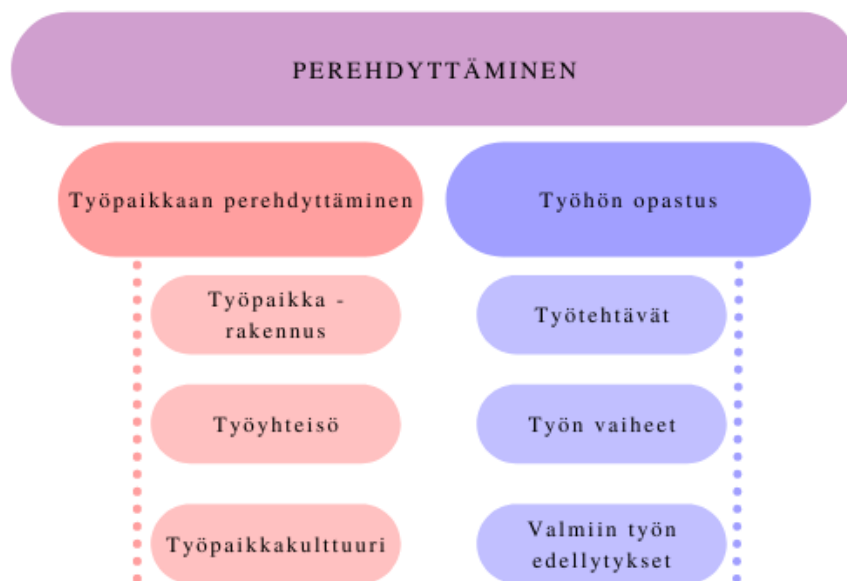 PEREHDYTTÄMINEN
Työpaikkaan perehdyttäminen
Työhön opastus
Työpaikka -
rakennus
Työtehtävät
Työyhteisö
Työn vaiheet
Työpaikkakulttuuri
Valmiin työn
edellytykset